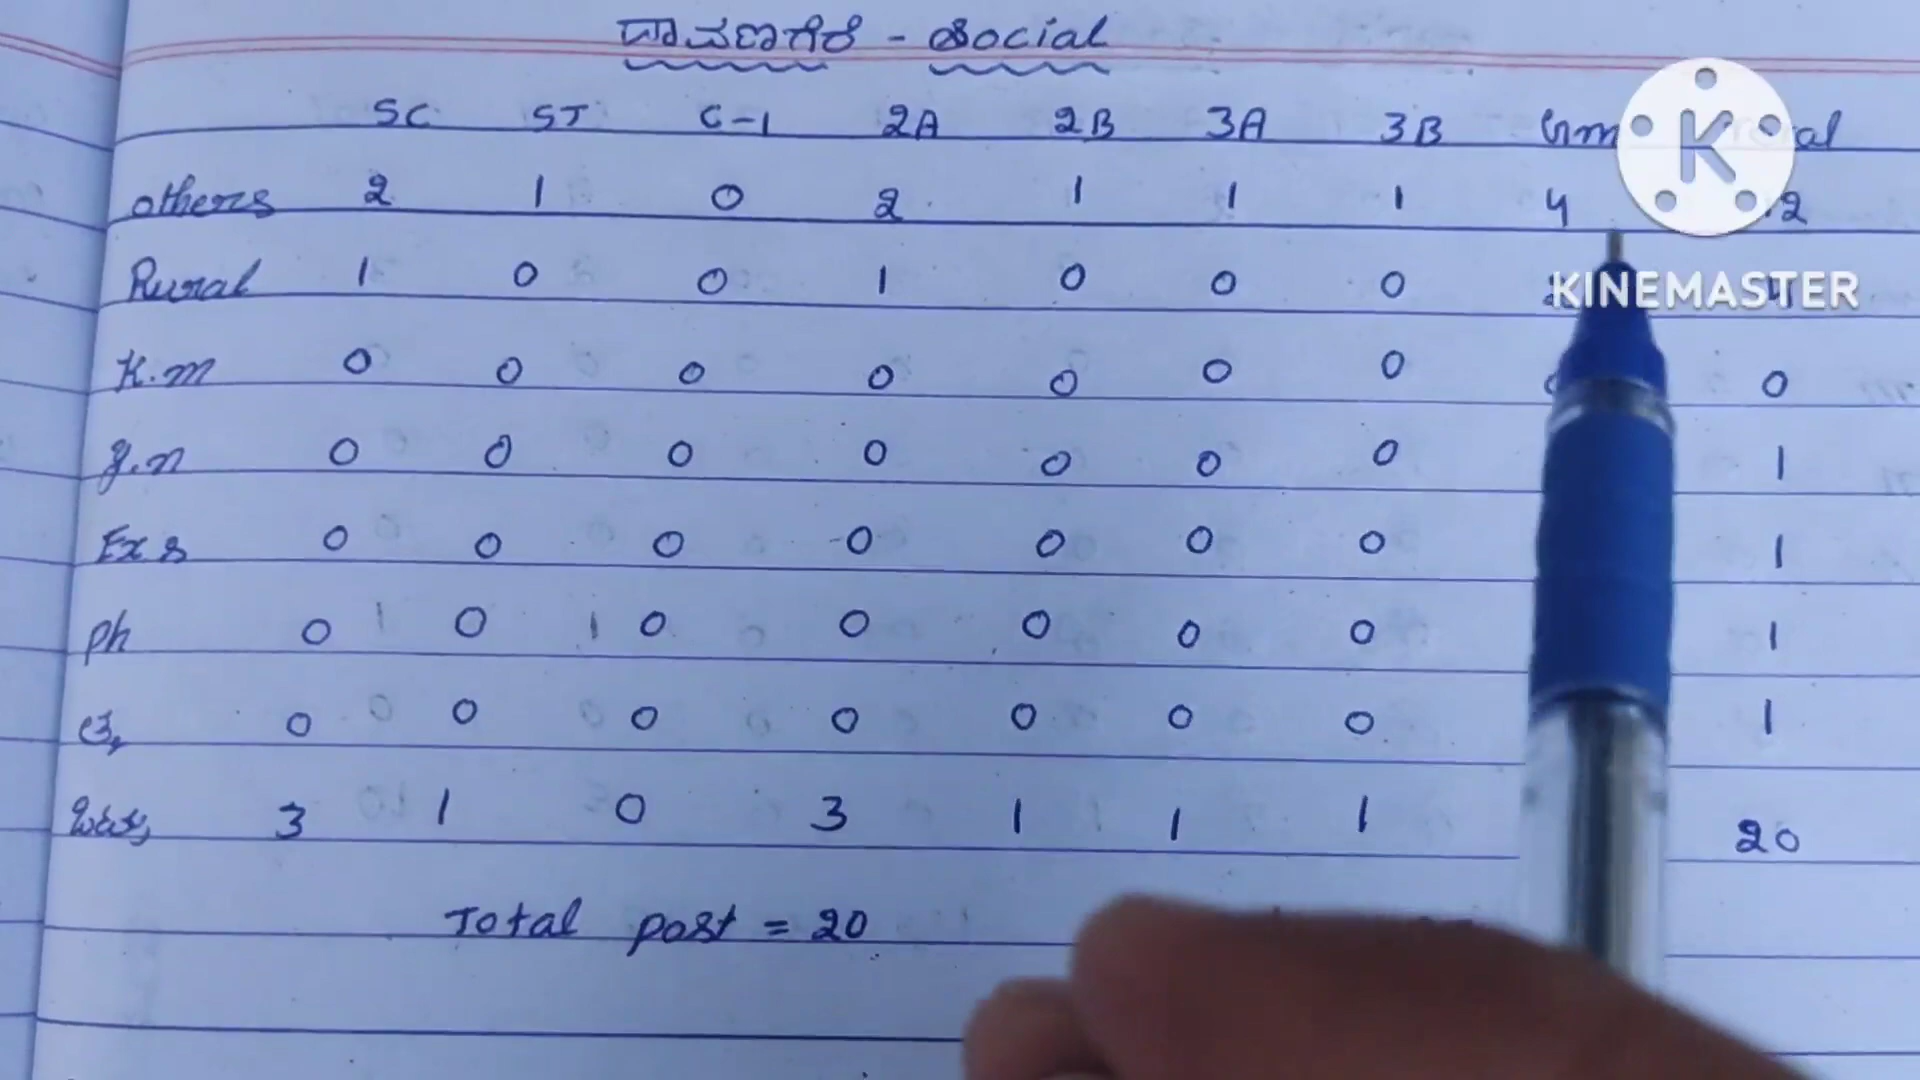 ದಾವಣಗೆರೆ - Social
SC ST C-1 2A 2B 3A 3B Gm
others 2 1 0 2 1 1 1 4 12
Rural 1 0 0 1 0 0 0
K.m 0 0 0 0 0 0 0 0
P.m 0 0 0 0 0 0 0 1
Ex s 0 0 0 0 0 0 0 1
Ph 0 0 0 0 0 0 0 1
0 0 0 0 0 0 0 1
ಒಟ್ಟು 3 1 0 3 1 1 1 20
Total post = 20
K
KINEMASTER